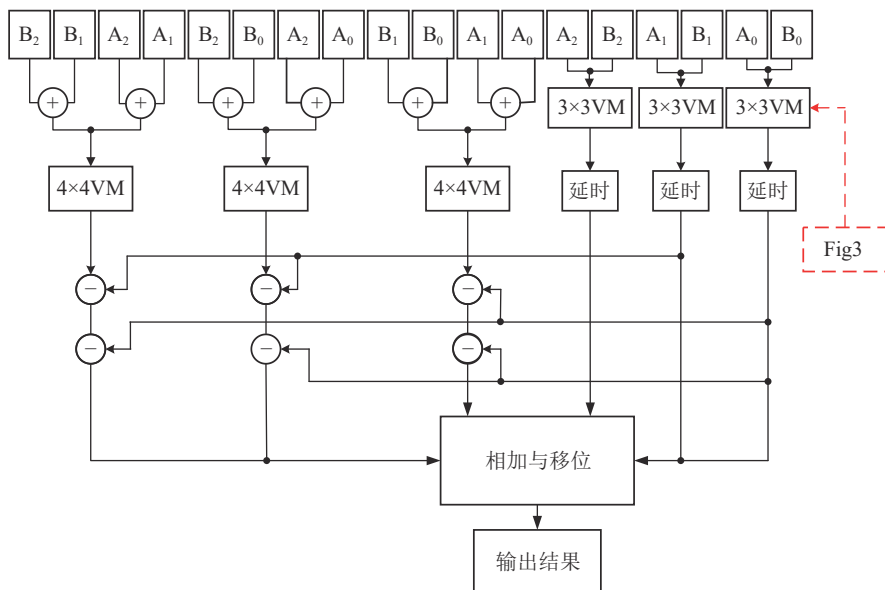 B₂ B₁ A₂ A₁ B₂ B₀ A₂ A₀ B₁ B₀ A₁ A₀ A₂ B₂ A₁ B₁ A₀ B₀
+ + + + + +
3×3VM 3×3VM 3×3VM
4×4VM 4×4VM 4×4VM 延时 延时 延时
Fig3
− − −
− − −
相加与移位
输出结果